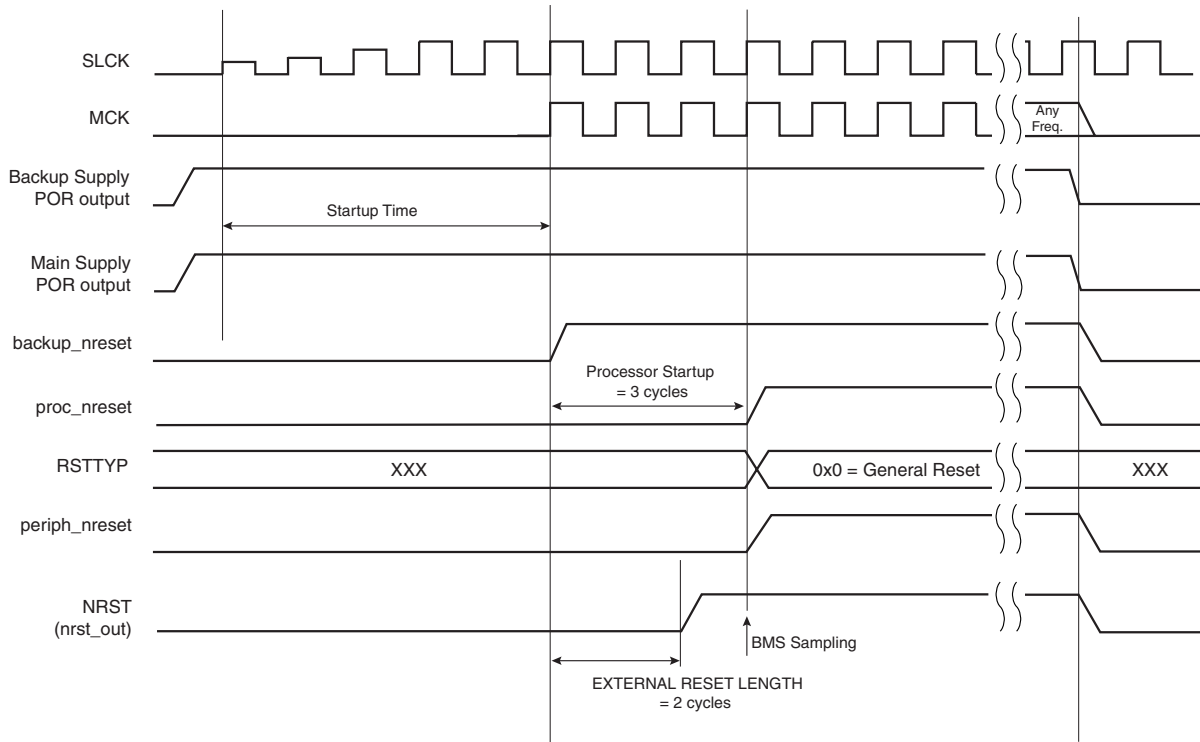 SLCK
MCK
Any
Freq.
Backup Supply
POR output
Startup Time
Main Supply
POR output
backup_nreset
Processor Startup
= 3 cycles
proc_nreset
RSTTYP
XXX
0x0 = General Reset
XXX
periph_nreset
NRST
(nrst_out)
BMS Sampling
EXTERNAL RESET LENGTH
= 2 cycles